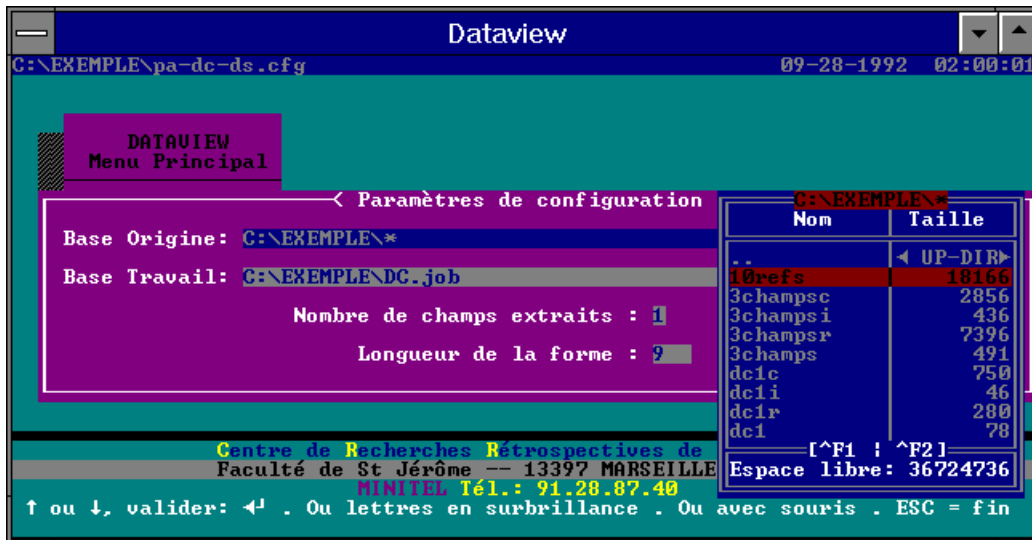 Dataview
C:\EXEMPLE\pa-dc-ds.cfg 09-28-1992 02:00:01
DATAVIEW
Menu Principal
< Paramètres de configuration
Base Origine: C:\EXEMPLE\*
Base Travail: C:\EXEMPLE\DC.job
Nombre de champs extraits : 1
Longueur de la forme : 9
C:\EXEMPLE\*
Nom Taille
.. ◄ UP-DIR►
10refs 18166
3champsc 2856
3champsi 436
3champsr 7396
3champs 491
dc1c 750
dc1i 46
dc1r 280
dc1 78
[^F1 ¦ ^F2]
Espace libre: 36724736
Centre de Recherches Rétrospectives de
Faculté de St Jérôme -- 13397 MARSEILLE
MINITEL Tél.: 91.28.87.40
↑ ou ↓, valider: ◄┘ . Ou lettres en surbrillance . Ou avec souris . ESC = fin